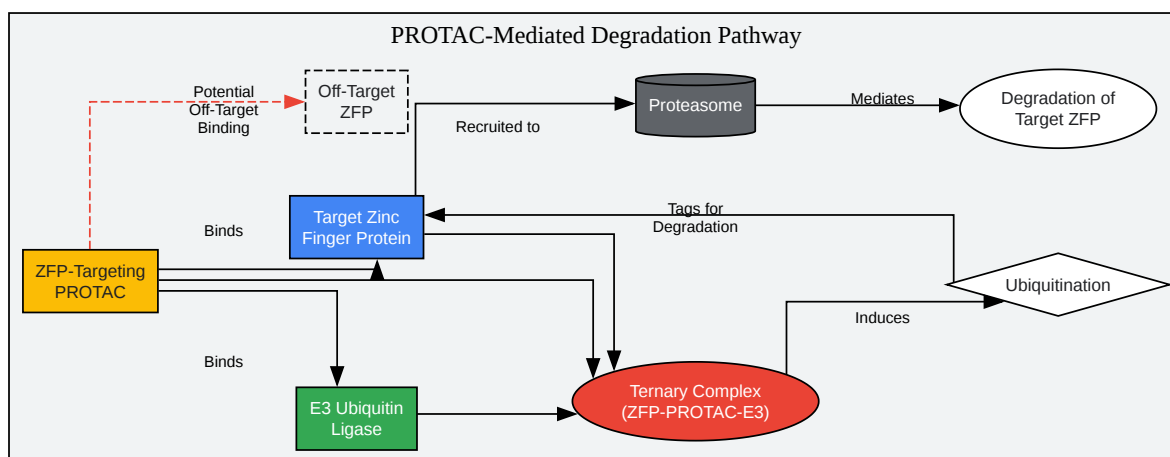 PROTAC-Mediated Degradation Pathway
Potential
Off-Target
Binding
Off-Target
ZFP
Recruited to
Proteasome
Mediates
Degradation of
Target ZFP
Binds
Target Zinc
Finger Protein
Tags for
Degradation
ZFP-Targeting
PROTAC
Ubiquitination
Induces
Binds
E3 Ubiquitin
Ligase
Ternary Complex
(ZFP-PROTAC-E3)